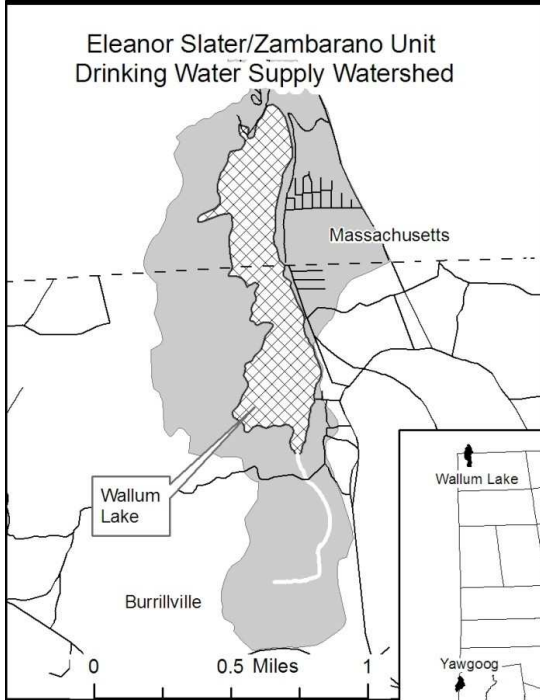 Eleanor Slater/Zambarano Unit
Drinking Water Supply Watershed
Massachusetts
Wallum
Lake
Wallum Lake
Burrillville
Yawgoog
0 0.5 Miles 1